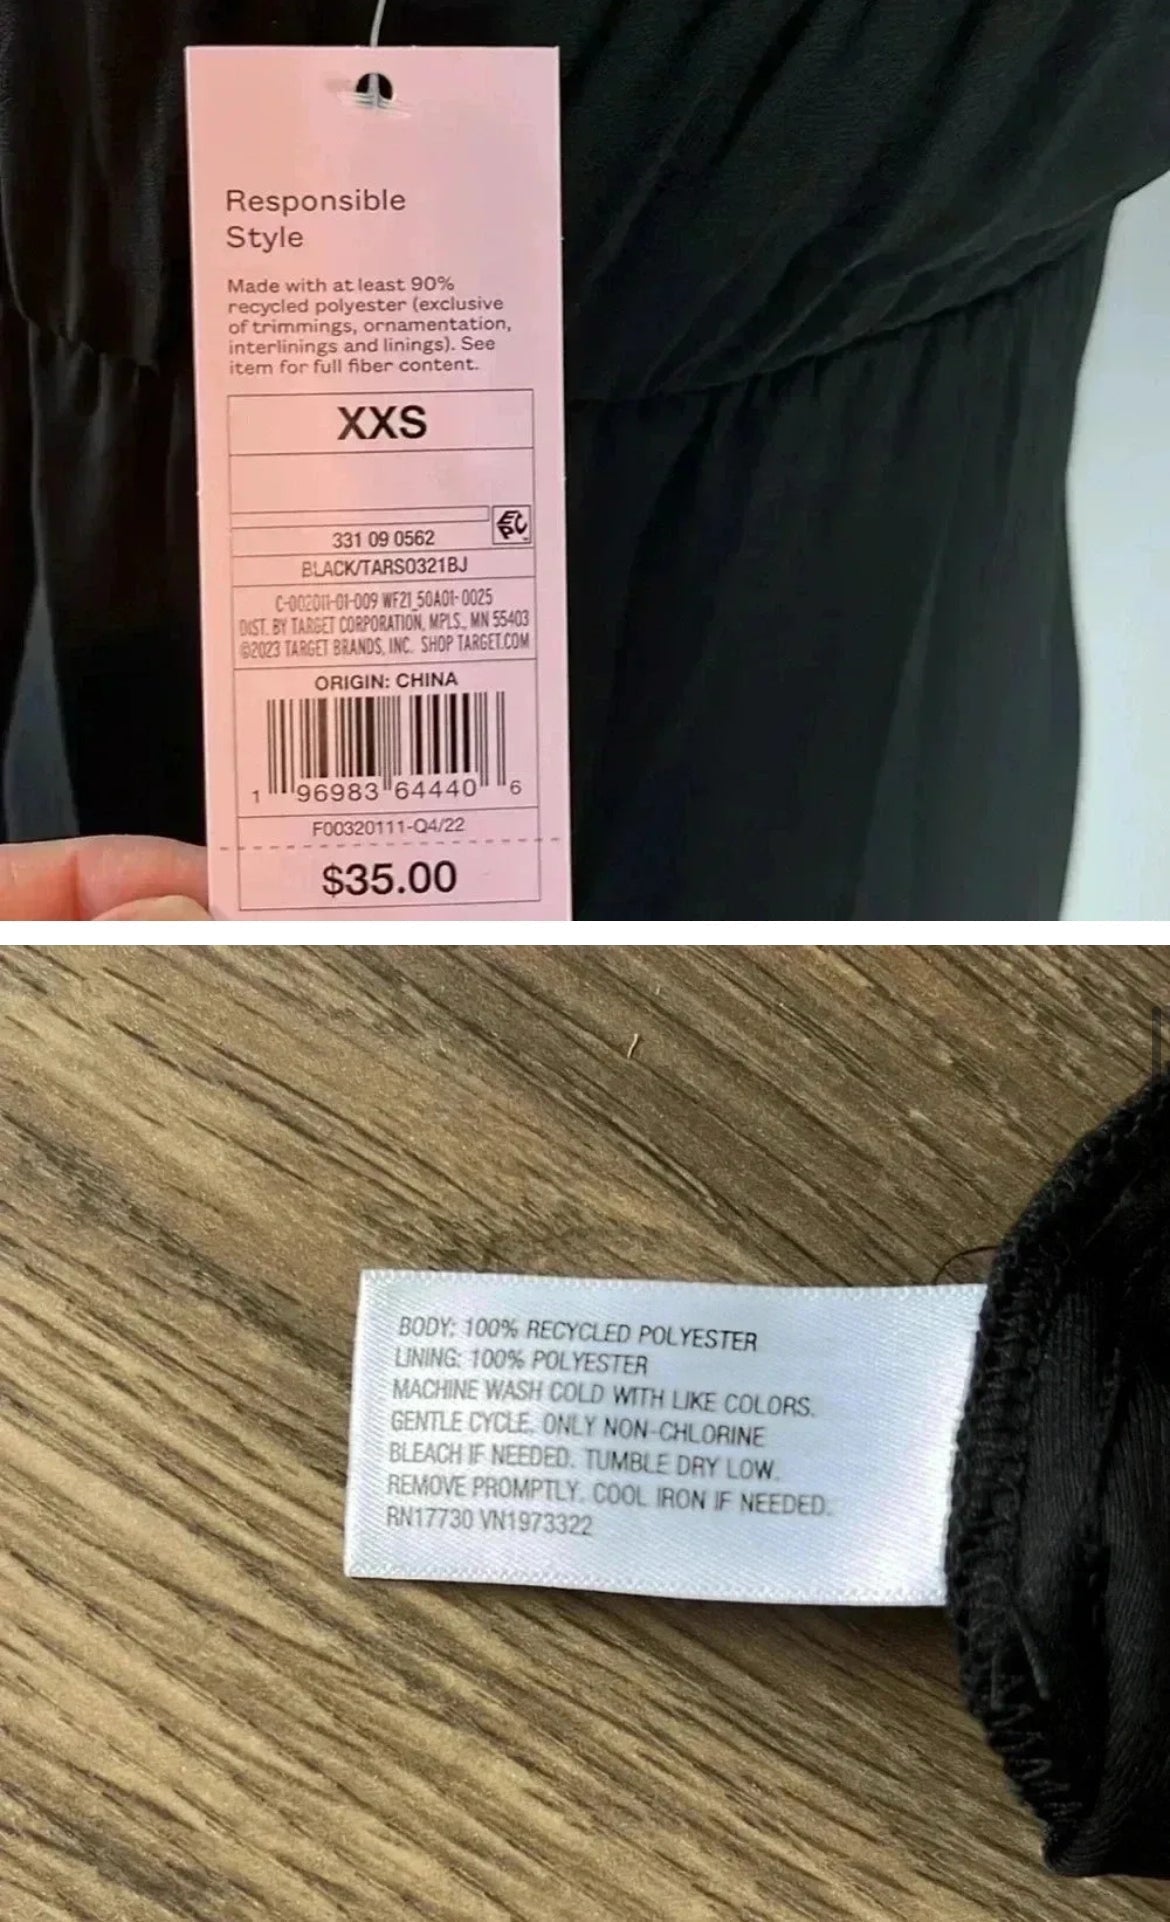 Responsible
Style
Made with at least 90%
recycled polyester (exclusive
of trimmings, ornamentation,
interlinings and linings). See
item for full fiber content.
XXS
EPC
331 09 0562
BLACK/TARS0321BJ
C-002011-01-009 WF21_50A01-0025
DIST. BY TARGET CORPORATION, MPLS., MN 55403
©2023 TARGET BRANDS, INC. SHOP TARGET.COM
ORIGIN: CHINA
1 96983 64440 6
F00320111-Q4/22
$35.00
BODY: 100% RECYCLED POLYESTER
LINING: 100% POLYESTER
MACHINE WASH COLD WITH LIKE COLORS.
GENTLE CYCLE. ONLY NON-CHLORINE
BLEACH IF NEEDED. TUMBLE DRY LOW.
REMOVE PROMPTLY. COOL IRON IF NEEDED.
RN17730 VN1973322